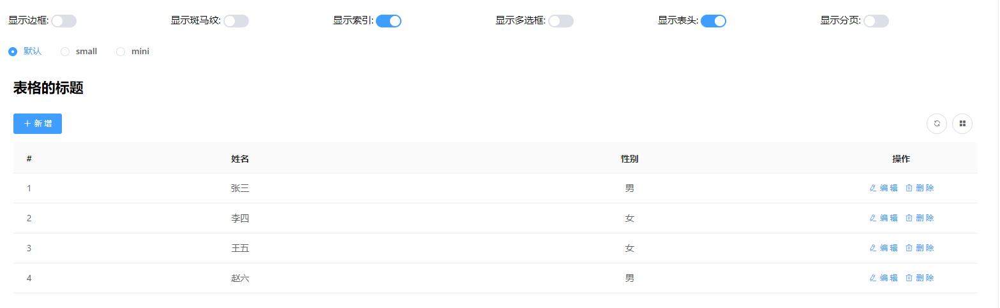 显示边框: 显示斑马纹: 显示索引: 显示多选框: 显示表头: 显示分页:
默认 small mini
表格的标题
新增
# 姓名 性别 操作
1 张三 男 编辑 删除
2 李四 女 编辑 删除
3 王五 女 编辑 删除
4 赵六 男 编辑 删除